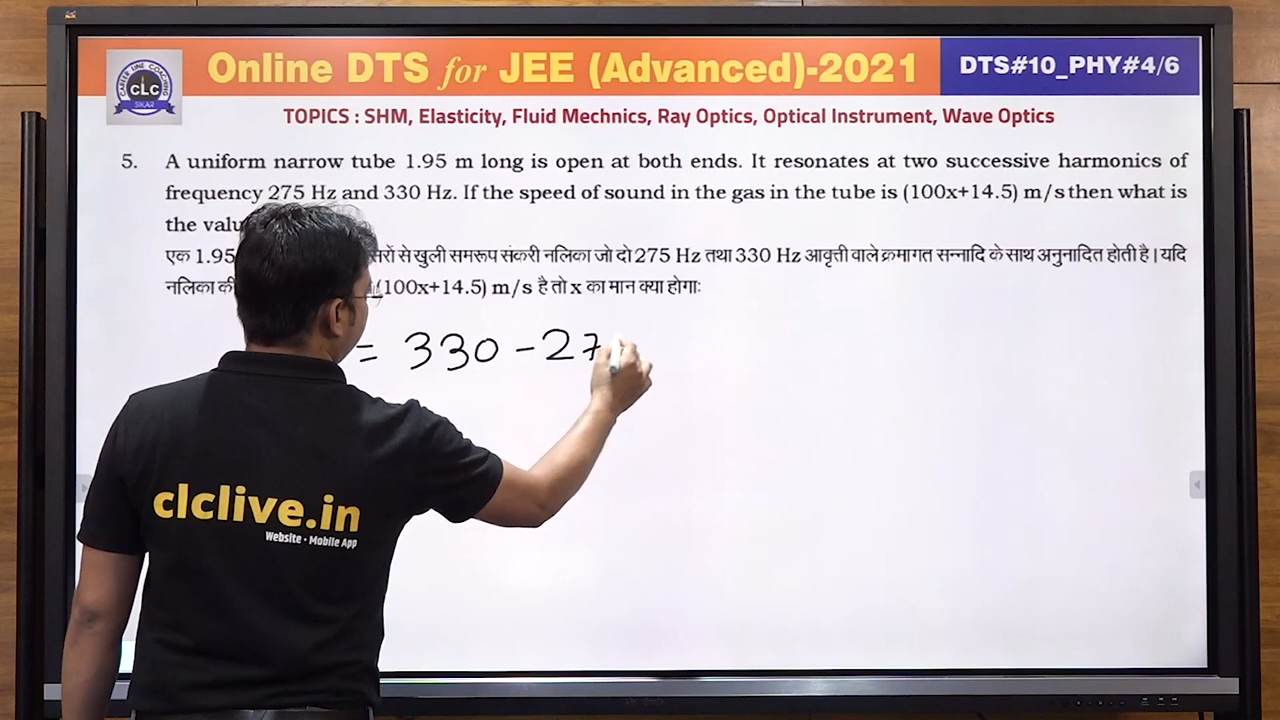 Online DTS for JEE (Advanced)-2021
DTS#10_PHY#4/6
CAREER LINE COACHING
CLC
SIKAR
TOPICS : SHM, Elasticity, Fluid Mechnics, Ray Optics, Optical Instrument, Wave Optics
5. A uniform narrow tube 1.95 m long is open at both ends. It resonates at two successive harmonics of
frequency 275 Hz and 330 Hz. If the speed of sound in the gas in the tube is (100x+14.5) m/s then what is
the
एक 1.95 से खुली समरूप संकरी नलिका जो दो 275 Hz तथा 330 Hz आवृत्ती वाले क्रमागत सन्नादि के साथ अनुनादित होती है। यदि
नलिका की (100x+14.5) m/s है तो x का मान क्या होगाः
= 330 - 27
clclive.in
Website • Mobile App